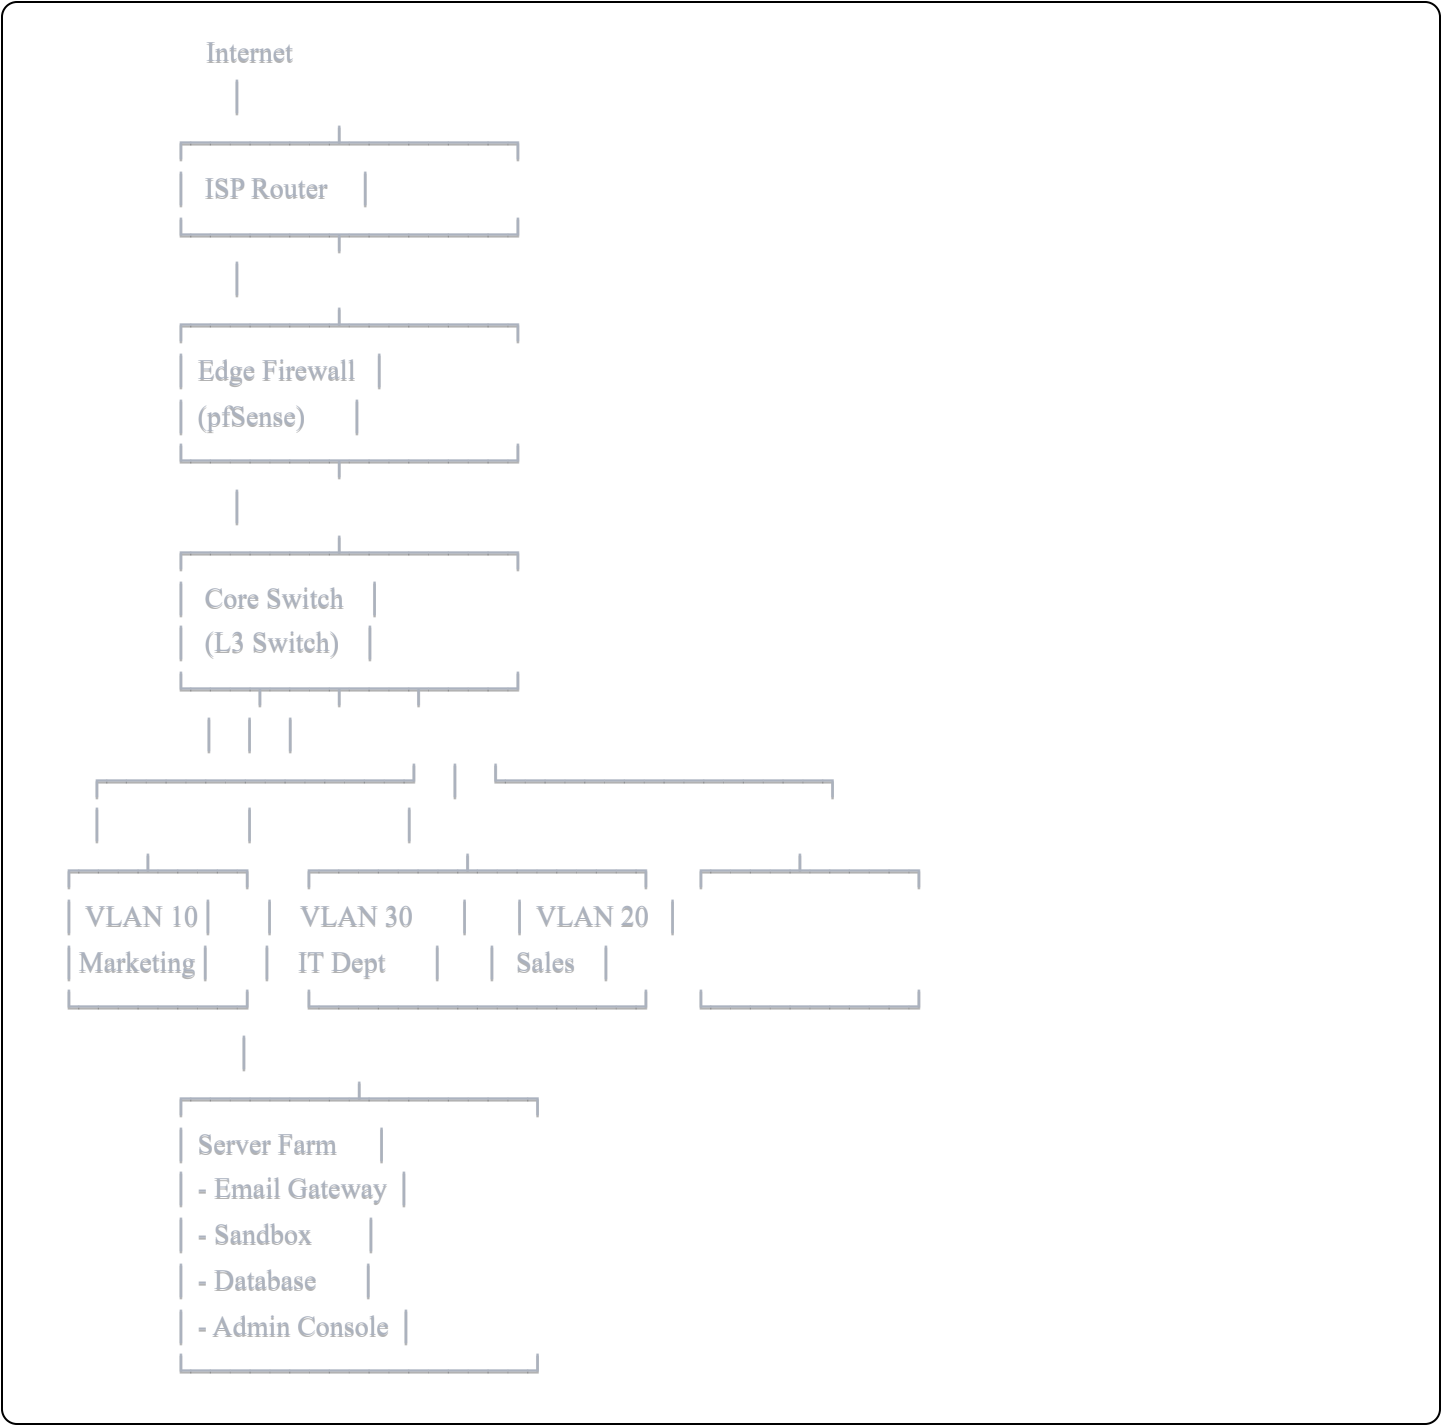 Internet
ISP Router
Edge Firewall
(pfSense)
Core Switch
(L3 Switch)
VLAN 10 VLAN 30 VLAN 20
Marketing IT Dept Sales
Server Farm
- Email Gateway
- Sandbox
- Database
- Admin Console